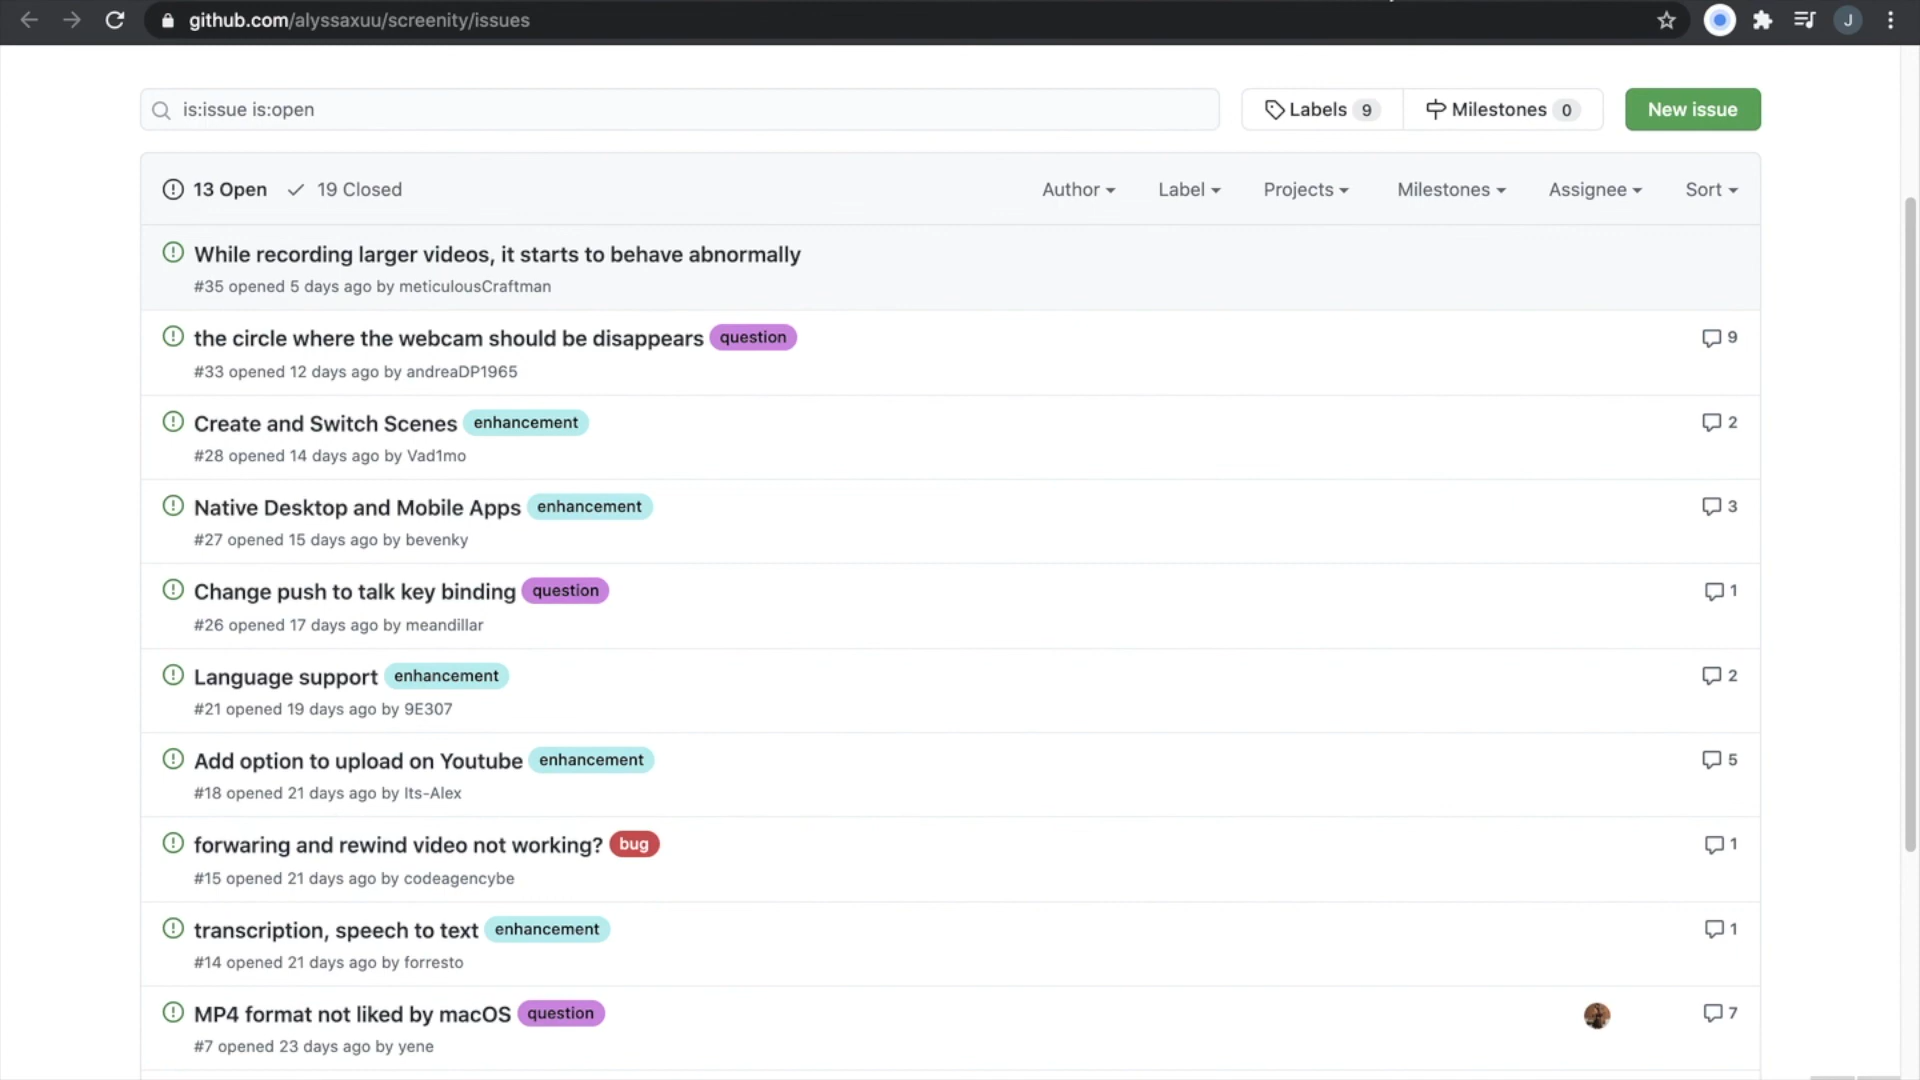 github.com/alyssaxuu/screenity/issues
J
is:issue is:open
Labels 9
Milestones 0
New issue
13 Open 19 Closed
Author Label Projects Milestones Assignee Sort
While recording larger videos, it starts to behave abnormally
#35 opened 5 days ago by meticulousCraftman
the circle where the webcam should be disappears question 9
#33 opened 12 days ago by andreaDP1965
Create and Switch Scenes enhancement 2
#28 opened 14 days ago by Vad1mo
Native Desktop and Mobile Apps enhancement 3
#27 opened 15 days ago by bevenky
Change push to talk key binding question 1
#26 opened 17 days ago by meandillar
Language support enhancement 2
#21 opened 19 days ago by 9E307
Add option to upload on Youtube enhancement 5
#18 opened 21 days ago by Its-Alex
forwaring and rewind video not working? bug 1
#15 opened 21 days ago by codeagencybe
transcription, speech to text enhancement 1
#14 opened 21 days ago by forresto
MP4 format not liked by macOS question 7
#7 opened 23 days ago by yene